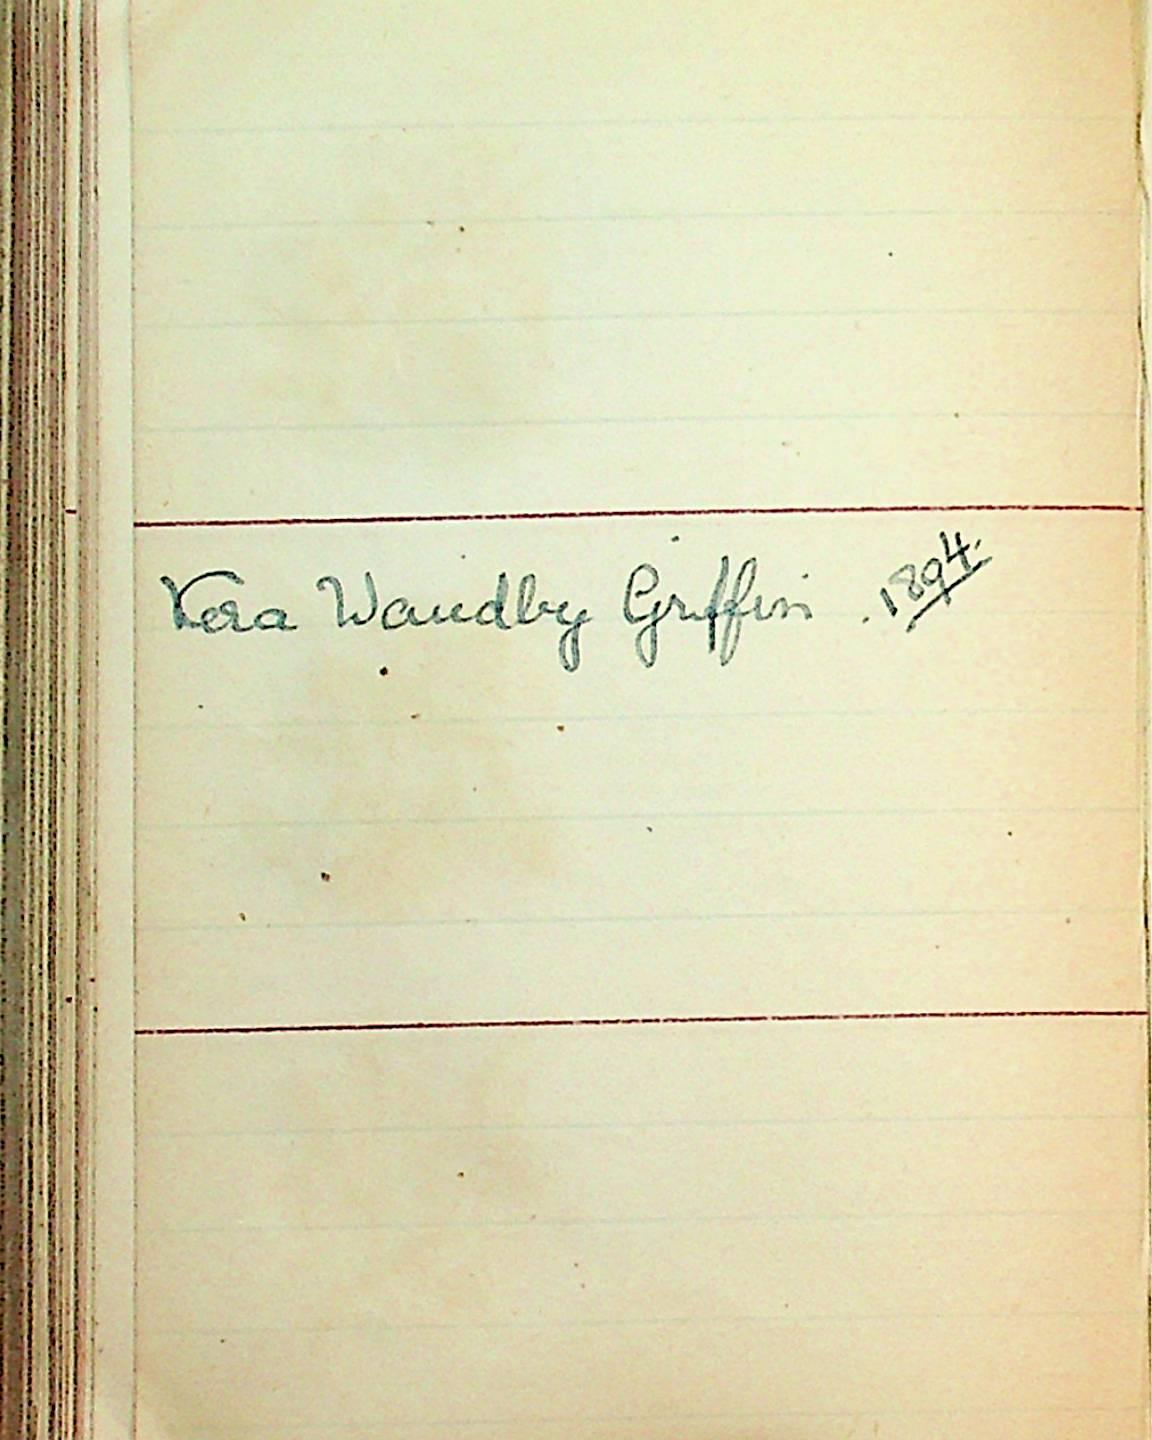 Vera Waudby Griffin . 1894.